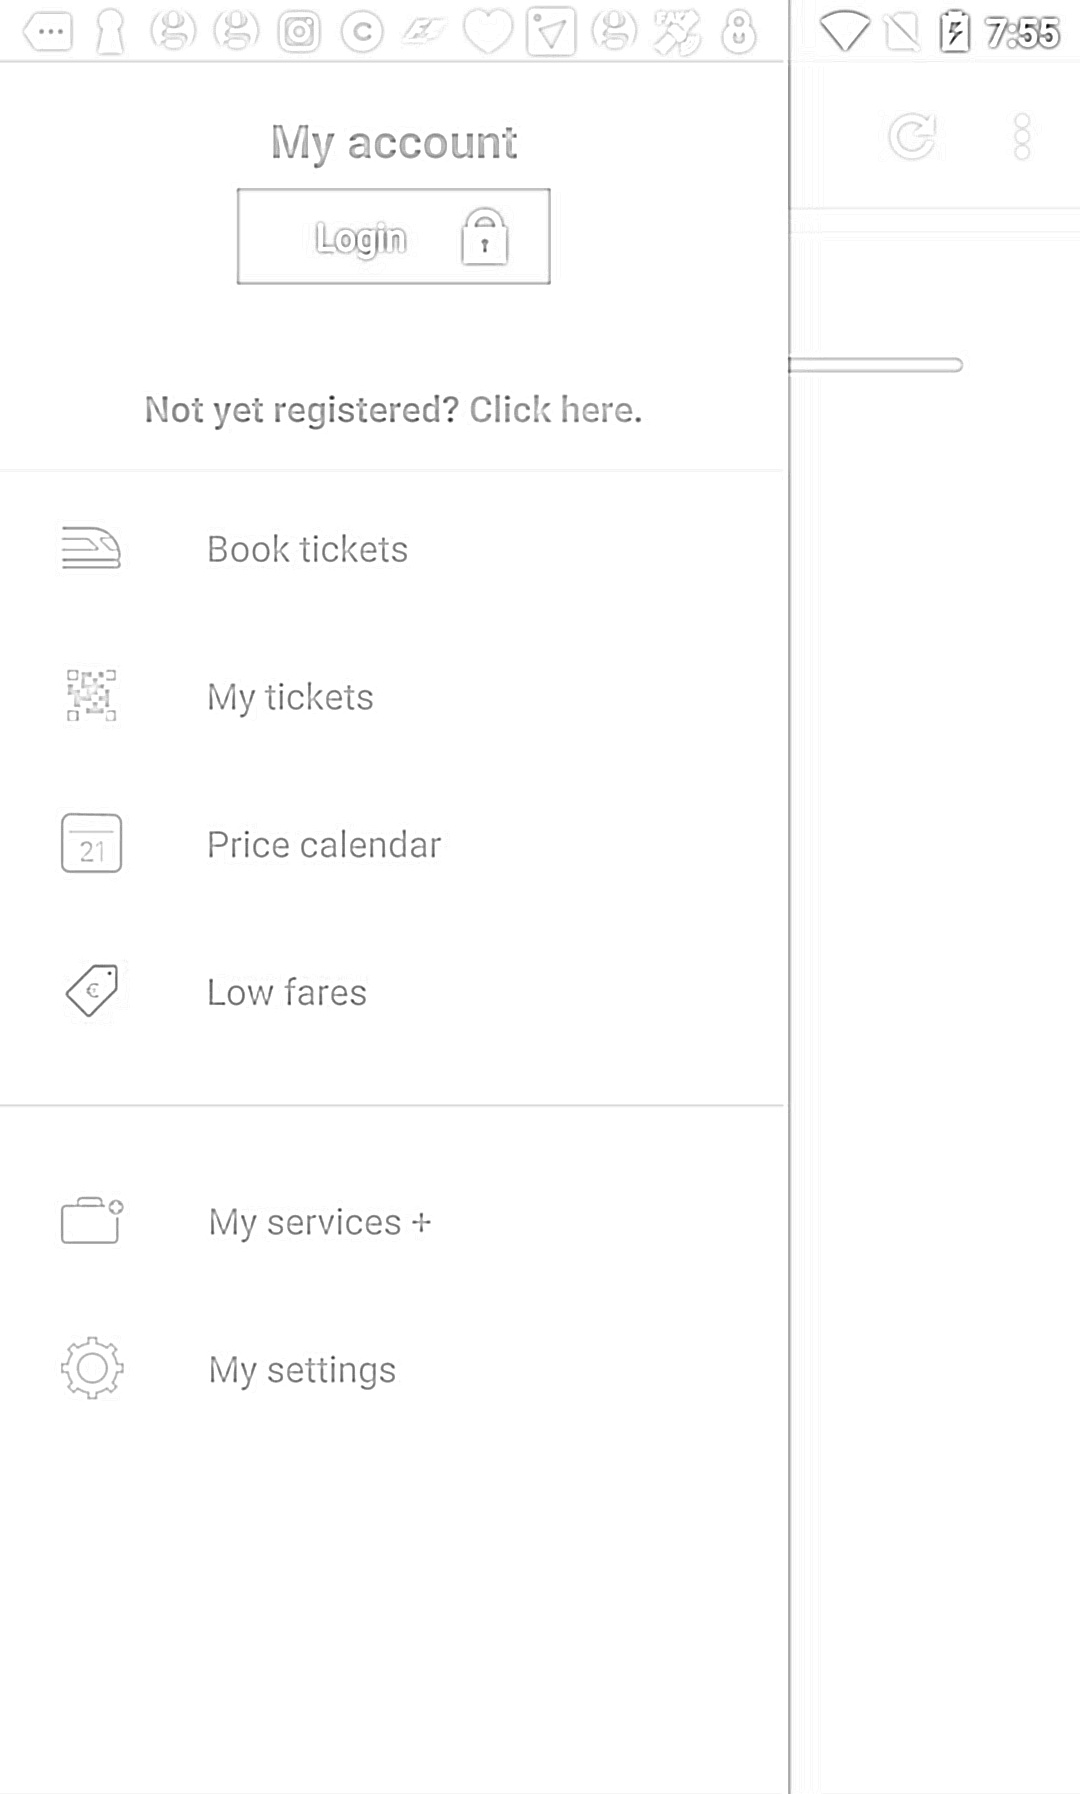 7:55
My account
Login
Not yet registered? Click here.
Book tickets
My tickets
21
Price calendar
€
Low fares
My services +
My settings